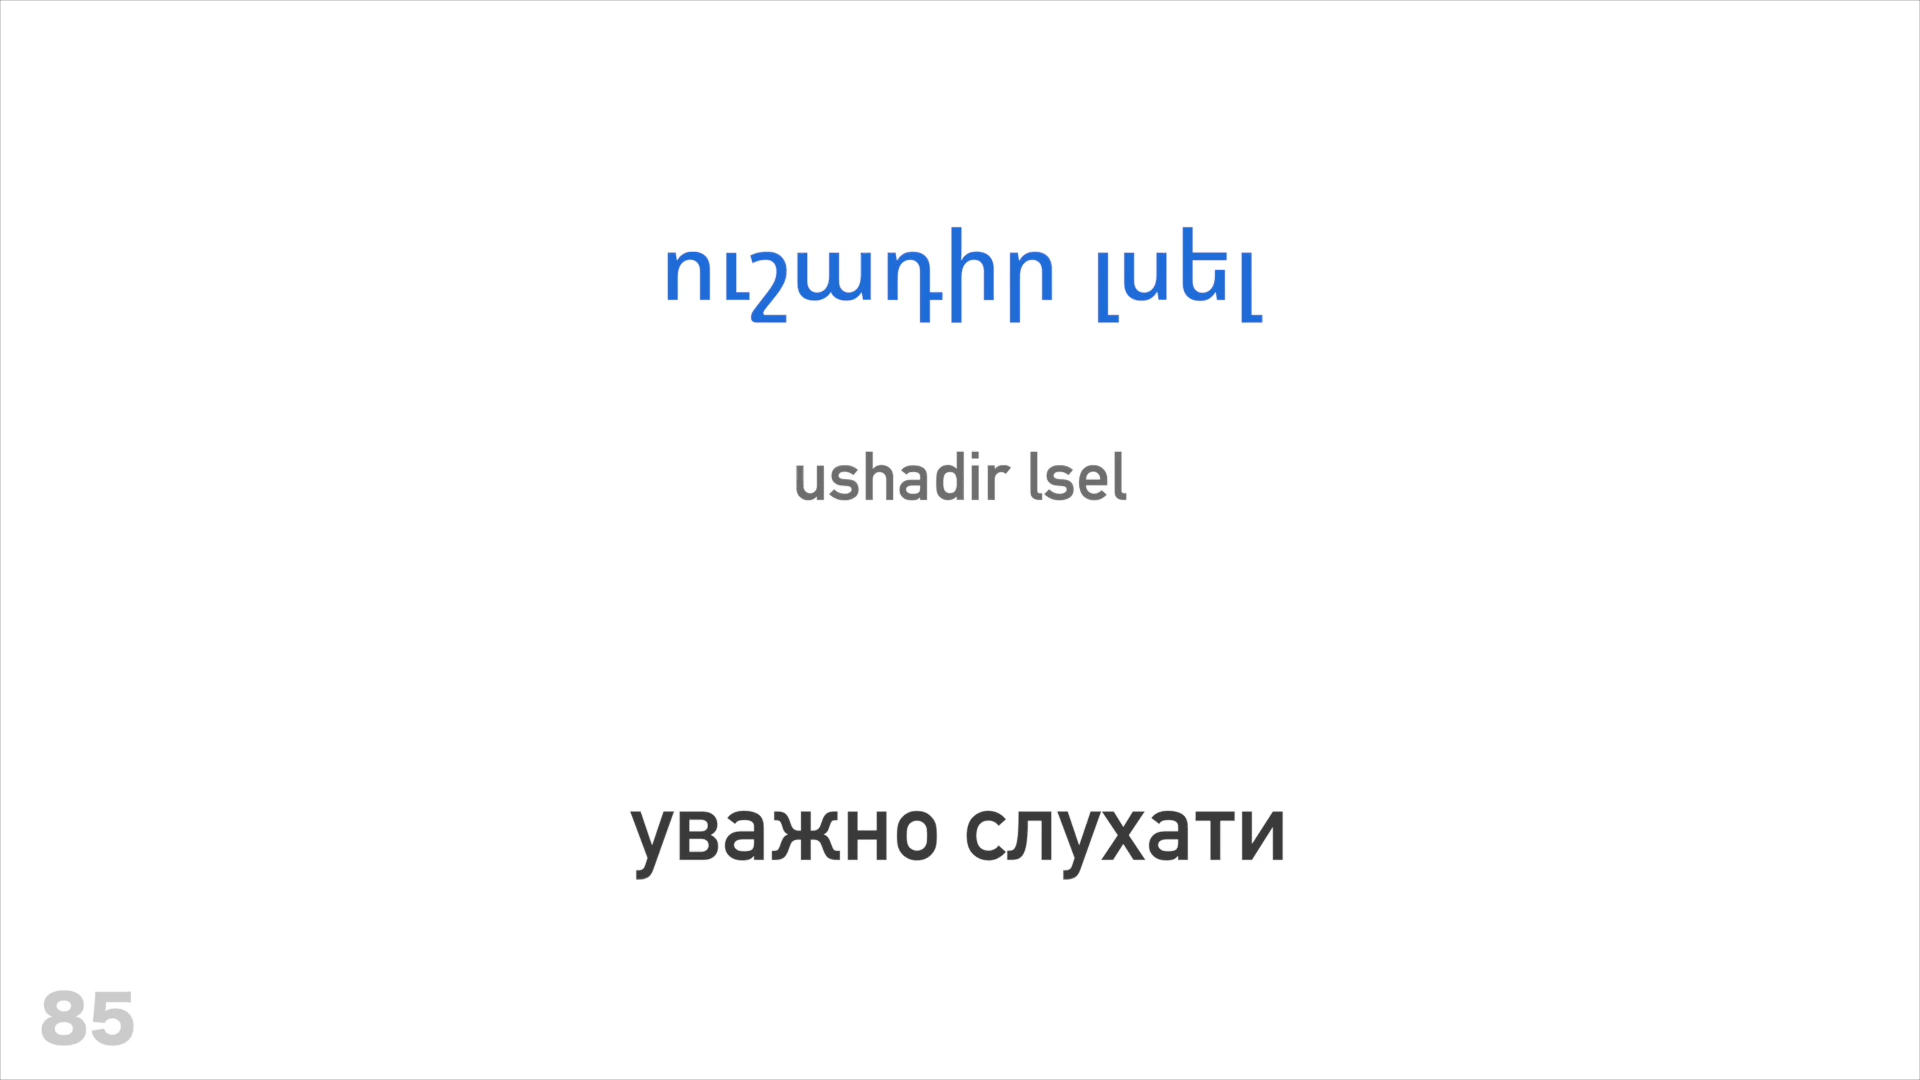 ուշադիր լսել
ushadir lsel
уважно слухати
85